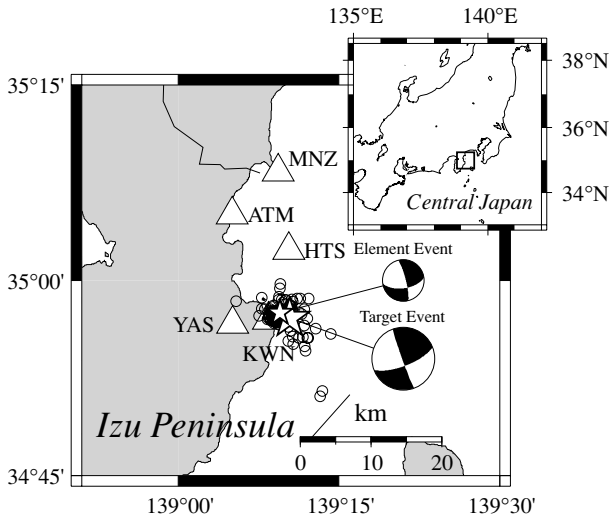 135°E 140°E
38°N
36°N
34°N
Central Japan
35°15'
35°00'
34°45'
139°00' 139°15' 139°30'
MNZ
ATM
HTS
YAS
KWN
Element Event
Target Event
Izu Peninsula
km
0 10 20